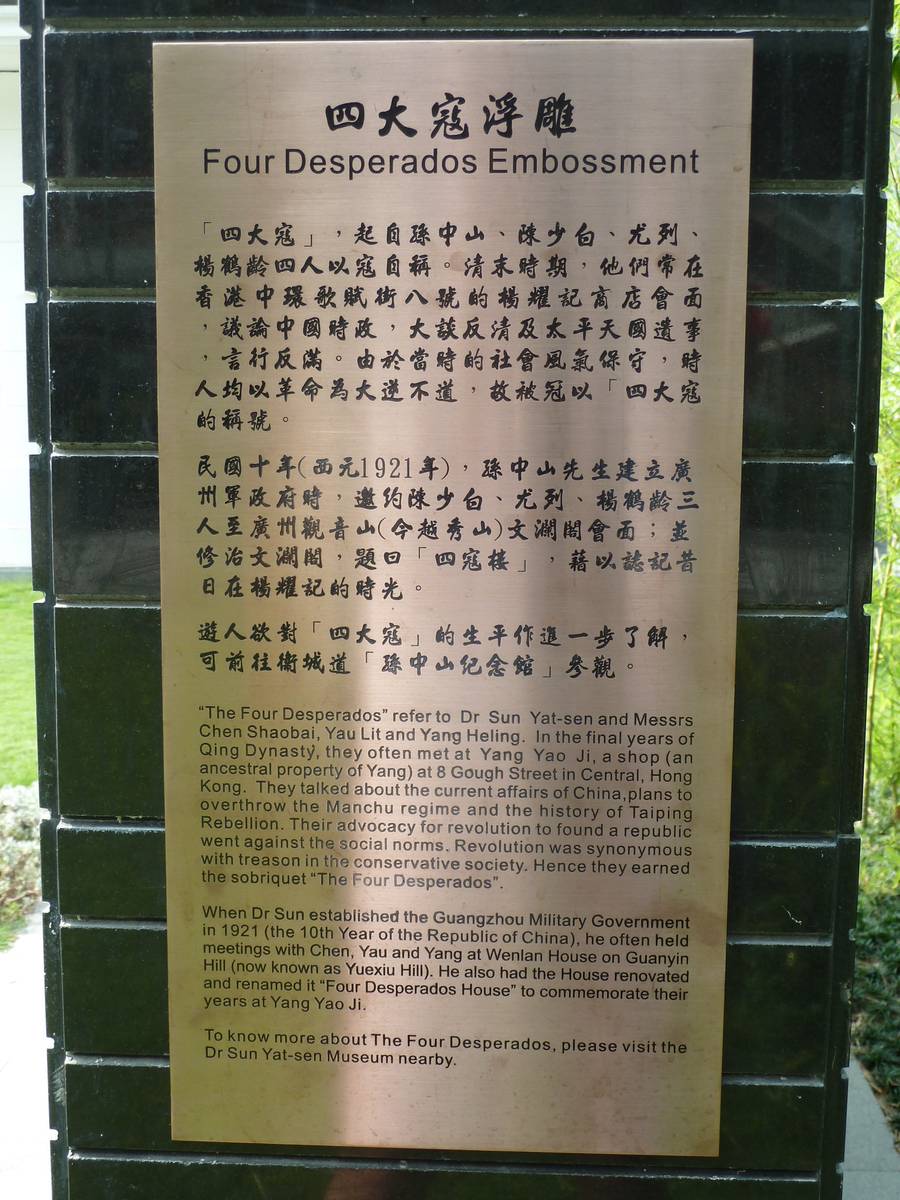 四大寇浮雕
Four Desperados Embossment
「四大寇」，起自孫中山、陳少白、尤列、
楊鶴齡四人以寇自稱。清末時期，他們常在
香港中環歌賦街八號的楊耀記商店會面
，議論中國時政，大談反清及太平天國遺事
，言行反滿。由於當時的社會風氣保守，時
人均以革命為大逆不道，故被冠以「四大寇
的稱號。
民國十年(西元1921年)，孫中山先生建立廣
州軍政府時，邀約陳少白、尤列、楊鶴齡三
人至廣州觀音山(今越秀山)文瀾閣會面；並
修治文瀾閣，題曰「四寇樓」，藉以誌記昔
日在楊耀記的時光。
遊人欲對「四大寇」的生平作進一步了解，
可前往衛城道「孫中山紀念館」參觀。
“The Four Desperados” refer to Dr Sun Yat-sen and Messrs
Chen Shaobai, Yau Lit and Yang Heling. In the final years of
Qing Dynasty, they often met at Yang Yao Ji, a shop (an
ancestral property of Yang) at 8 Gough Street in Central, Hong
Kong. They talked about the current affairs of China,plans to
overthrow the Manchu regime and the history of Taiping
Rebellion. Their advocacy for revolution to found a republic
went against the social norms. Revolution was synonymous
with treason in the conservative society. Hence they earned
the sobriquet “The Four Desperados”.
When Dr Sun established the Guangzhou Military Government
in 1921 (the 10th Year of the Republic of China), he often held
meetings with Chen, Yau and Yang at Wenlan House on Guanyin
Hill (now known as Yuexiu Hill). He also had the House renovated
and renamed it “Four Desperados House” to commemorate their
years at Yang Yao Ji.
To know more about The Four Desperados, please visit the
Dr Sun Yat-sen Museum nearby.